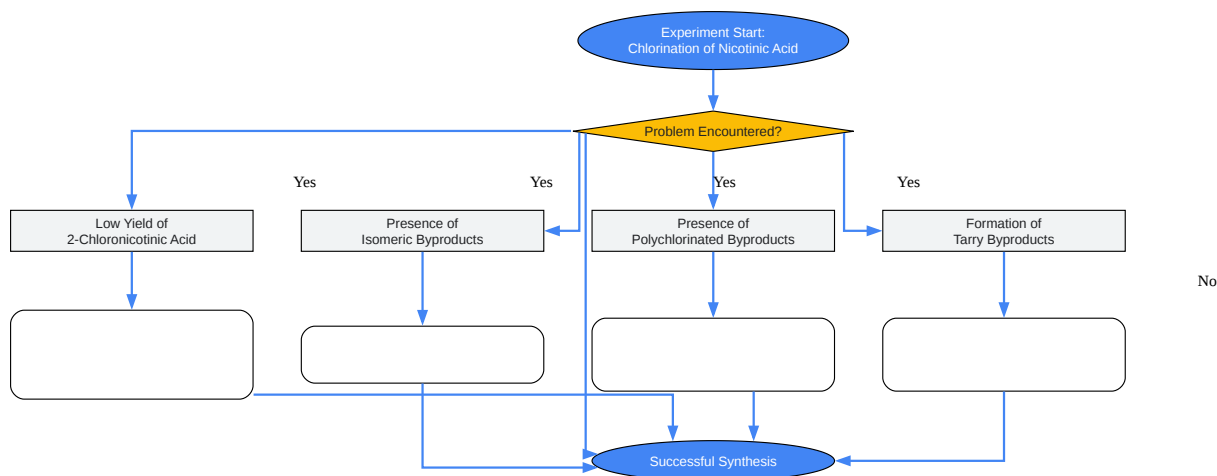 Experiment Start:
Chlorination of Nicotinic Acid
Problem Encountered?
Yes
Yes
Yes
Yes
Low Yield of
2-Chloronicotinic Acid
Presence of
Isomeric Byproducts
Presence of
Polychlorinated Byproducts
Formation of
Tarry Byproducts
No
Successful Synthesis